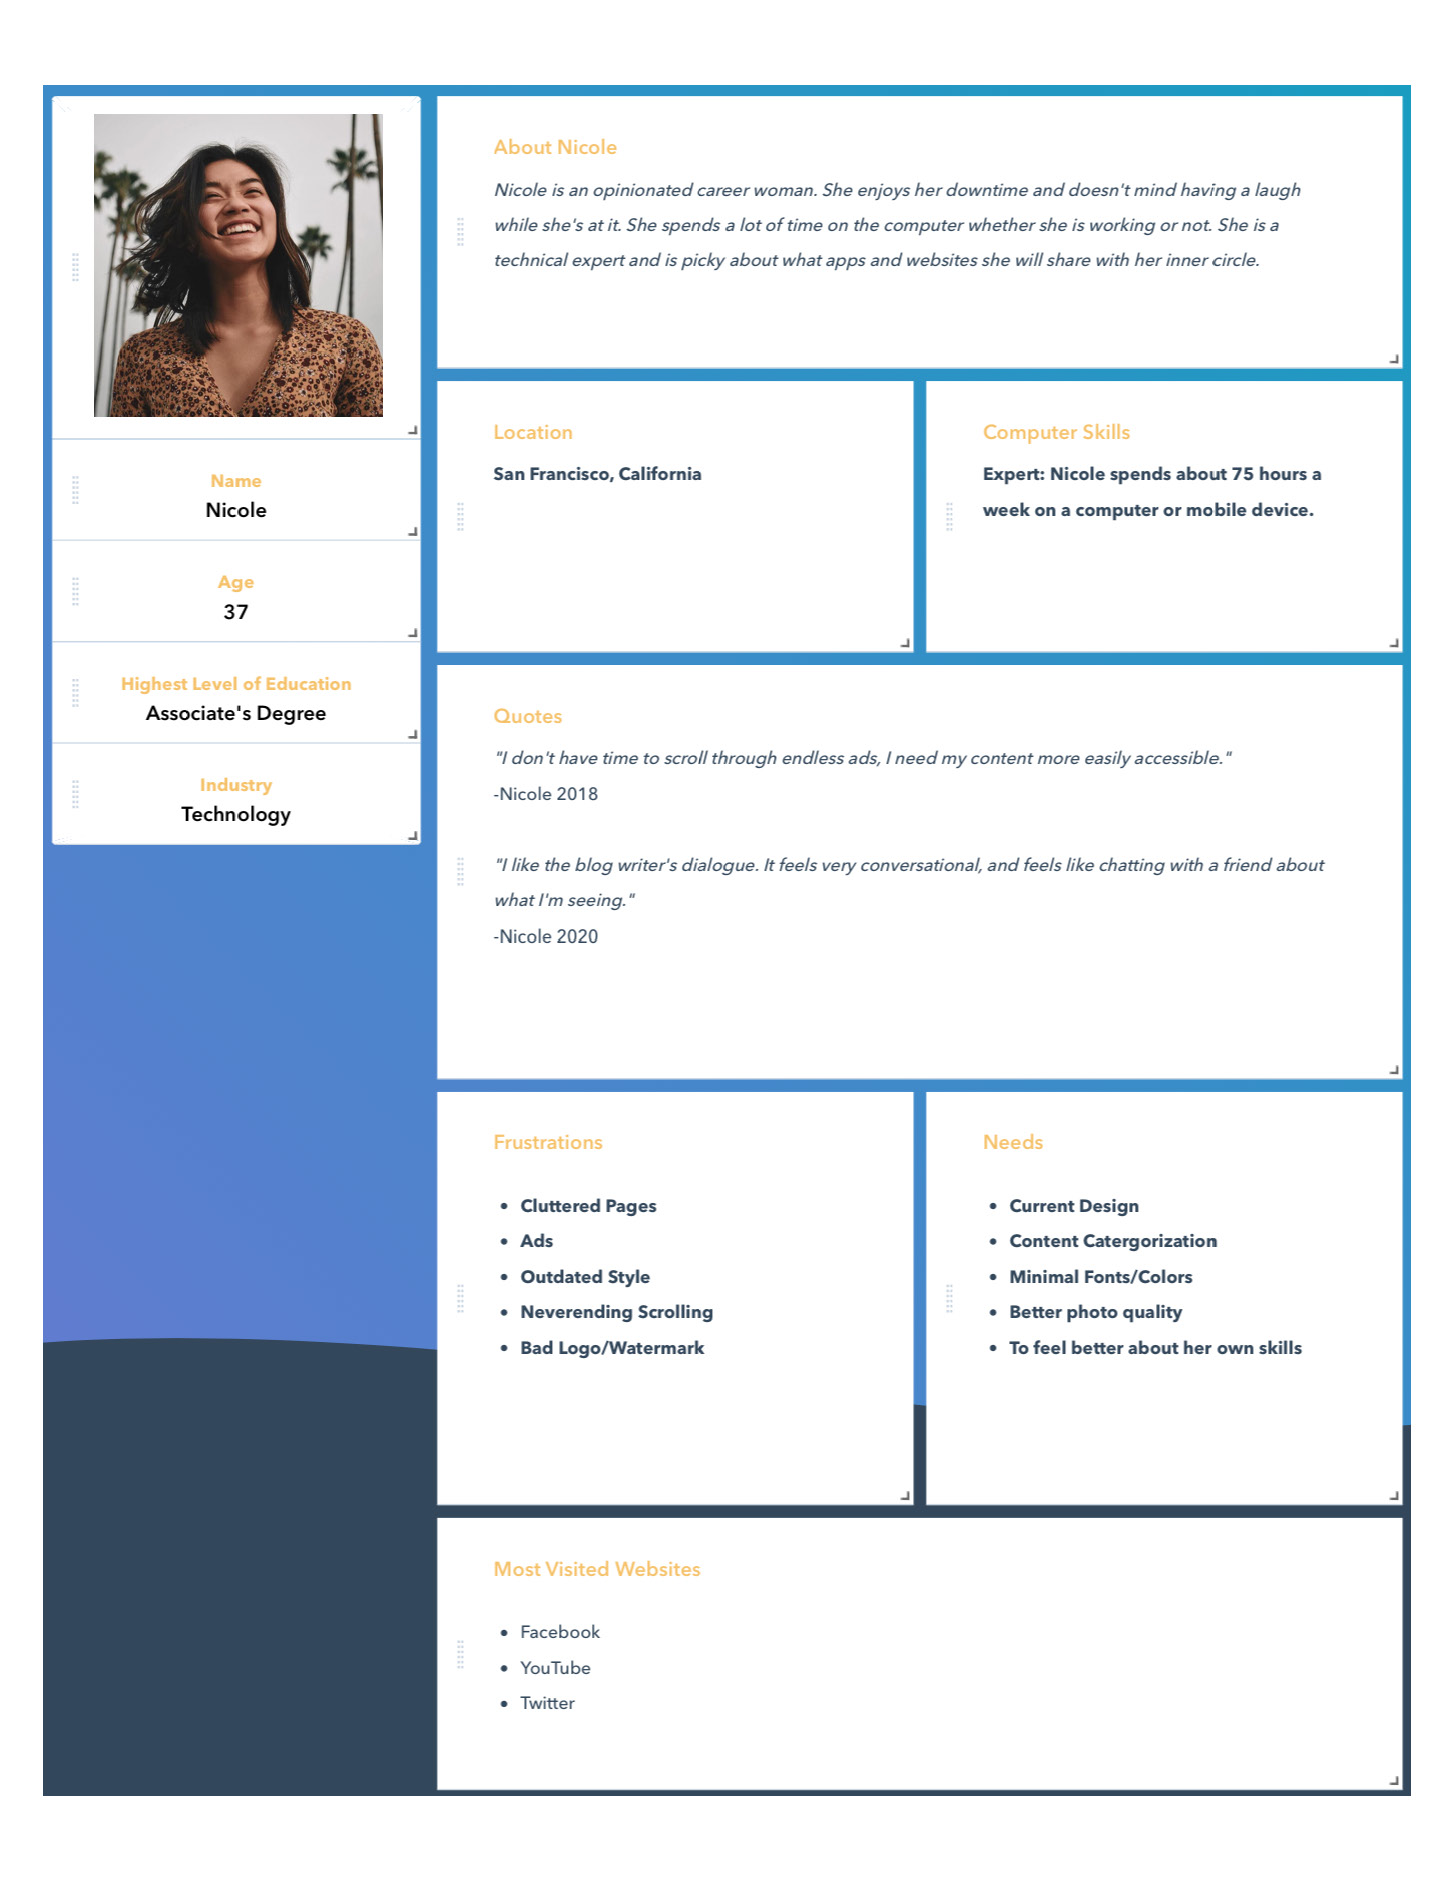 About Nicole
Nicole is an opinionated career woman. She enjoys her downtime and doesn't mind having a laugh
while she's at it. She spends a lot of time on the computer whether she is working or not. She is a
technical expert and is picky about what apps and websites she will share with her inner circle.
Name
Nicole
Age
37
Highest Level of Education
Associate's Degree
Industry
Technology
Location
San Francisco, California
Computer Skills
Expert: Nicole spends about 75 hours a
week on a computer or mobile device.
Quotes
"I don't have time to scroll through endless ads, I need my content more easily accessible."
-Nicole 2018
"I like the blog writer's dialogue. It feels very conversational, and feels like chatting with a friend about
what I'm seeing."
-Nicole 2020
Frustrations
• Cluttered Pages
• Ads
• Outdated Style
• Neverending Scrolling
• Bad Logo/Watermark
Needs
• Current Design
• Content Catergorization
• Minimal Fonts/Colors
• Better photo quality
• To feel better about her own skills
Most Visited Websites
• Facebook
• YouTube
• Twitter